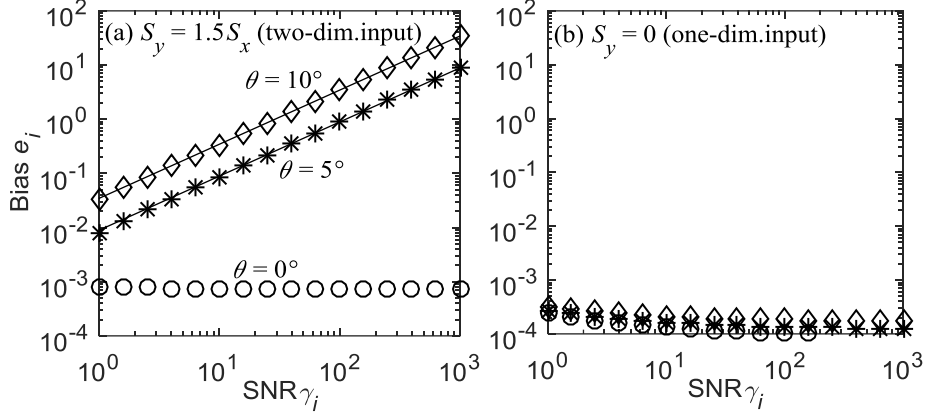 (a) S_y = 1.5S_x (two-dim.input)
(b) S_y = 0 (one-dim.input)
10^2
10^1
10^0
10^-1
10^-2
10^-3
10^-4
Bias e_i
θ = 10°
θ = 5°
θ = 0°
10^0 10^1 10^2 10^3
SNR γ_i
10^2
10^1
10^0
10^-1
10^-2
10^-3
10^-4
10^0 10^1 10^2 10^3
SNR γ_i